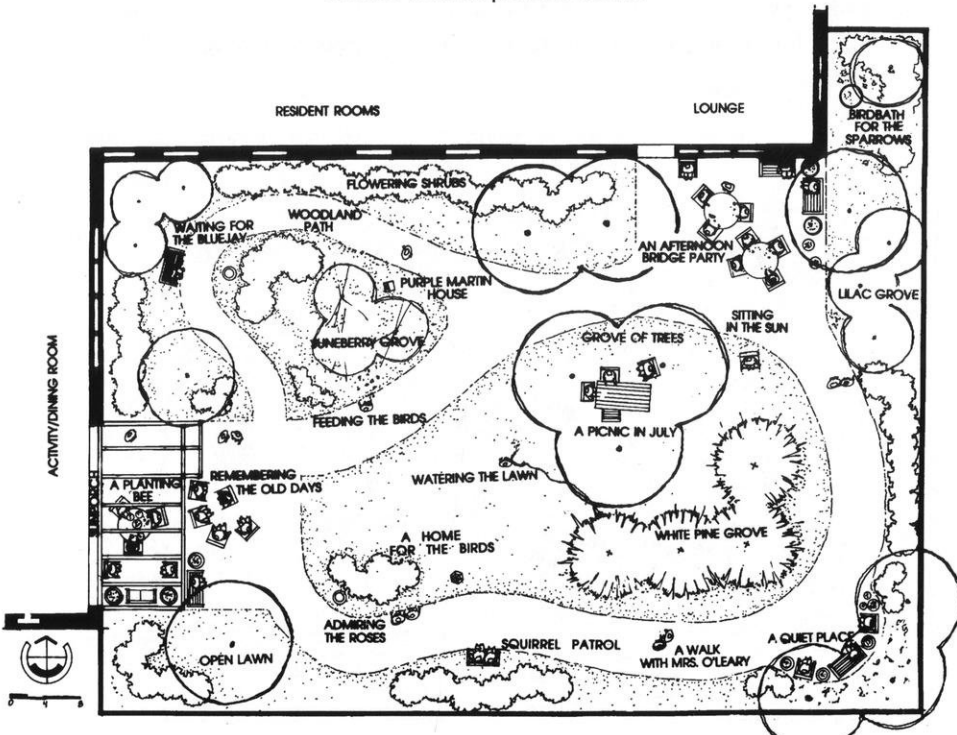 RESIDENT ROOMS
LOUNGE
BIRDBATH
FOR THE
SPARROWS
FLOWERING SHRUBS
WOODLAND
PATH
WAITING FOR
THE BLUEJAY
AN AFTERNOON
BRIDGE PARTY
PURPLE MARTIN
HOUSE
LILAC GROVE
SITTING
IN THE SUN
JUNEBERRY GROVE
GROVE OF TREES
ACTIVITY/DINING ROOM
FEEDING THE BIRDS
A PICNIC IN JULY
WATERING THE LAWN
REMEMBERING
THE OLD DAYS
A PLANTING
BEE
A HOME
FOR THE BIRDS
WHITE PINE GROVE
ADMIRING
THE ROSES
SQUIRREL PATROL
A WALK
WITH MRS. O'LEARY
A QUIET PLACE
OPEN LAWN
0 4 8